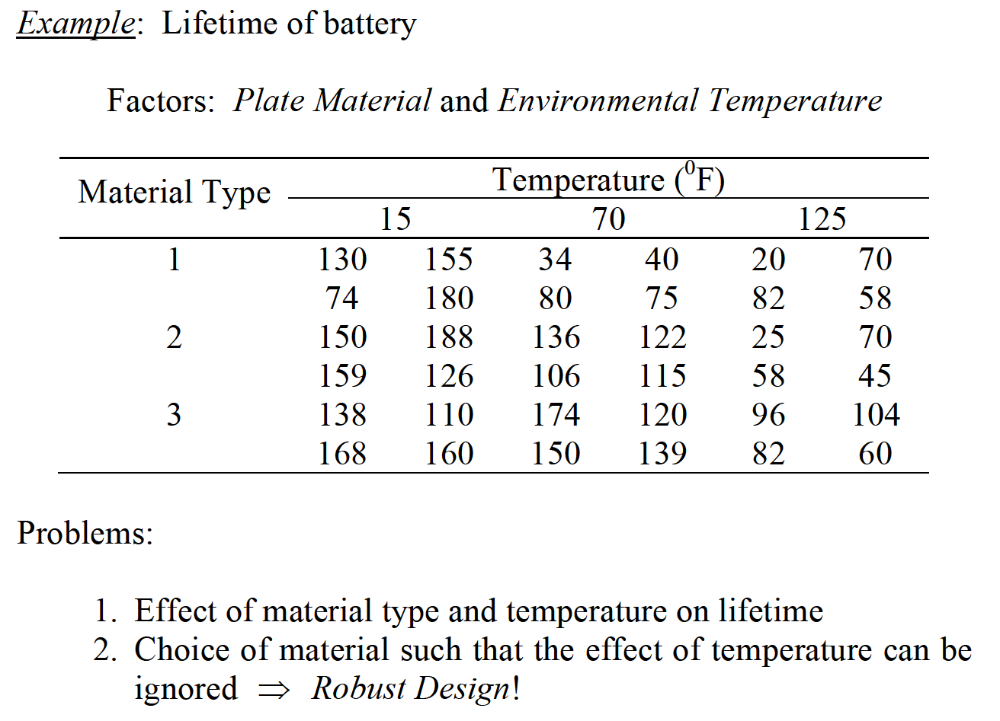 Example: Lifetime of battery
Factors: Plate Material and Environmental Temperature
Material Type Temperature (⁰F)
15 70 125
1 130 155 34 40 20 70
74 180 80 75 82 58
2 150 188 136 122 25 70
159 126 106 115 58 45
3 138 110 174 120 96 104
168 160 150 139 82 60
Problems:
1. Effect of material type and temperature on lifetime
2. Choice of material such that the effect of temperature can be
ignored ⇒ Robust Design!